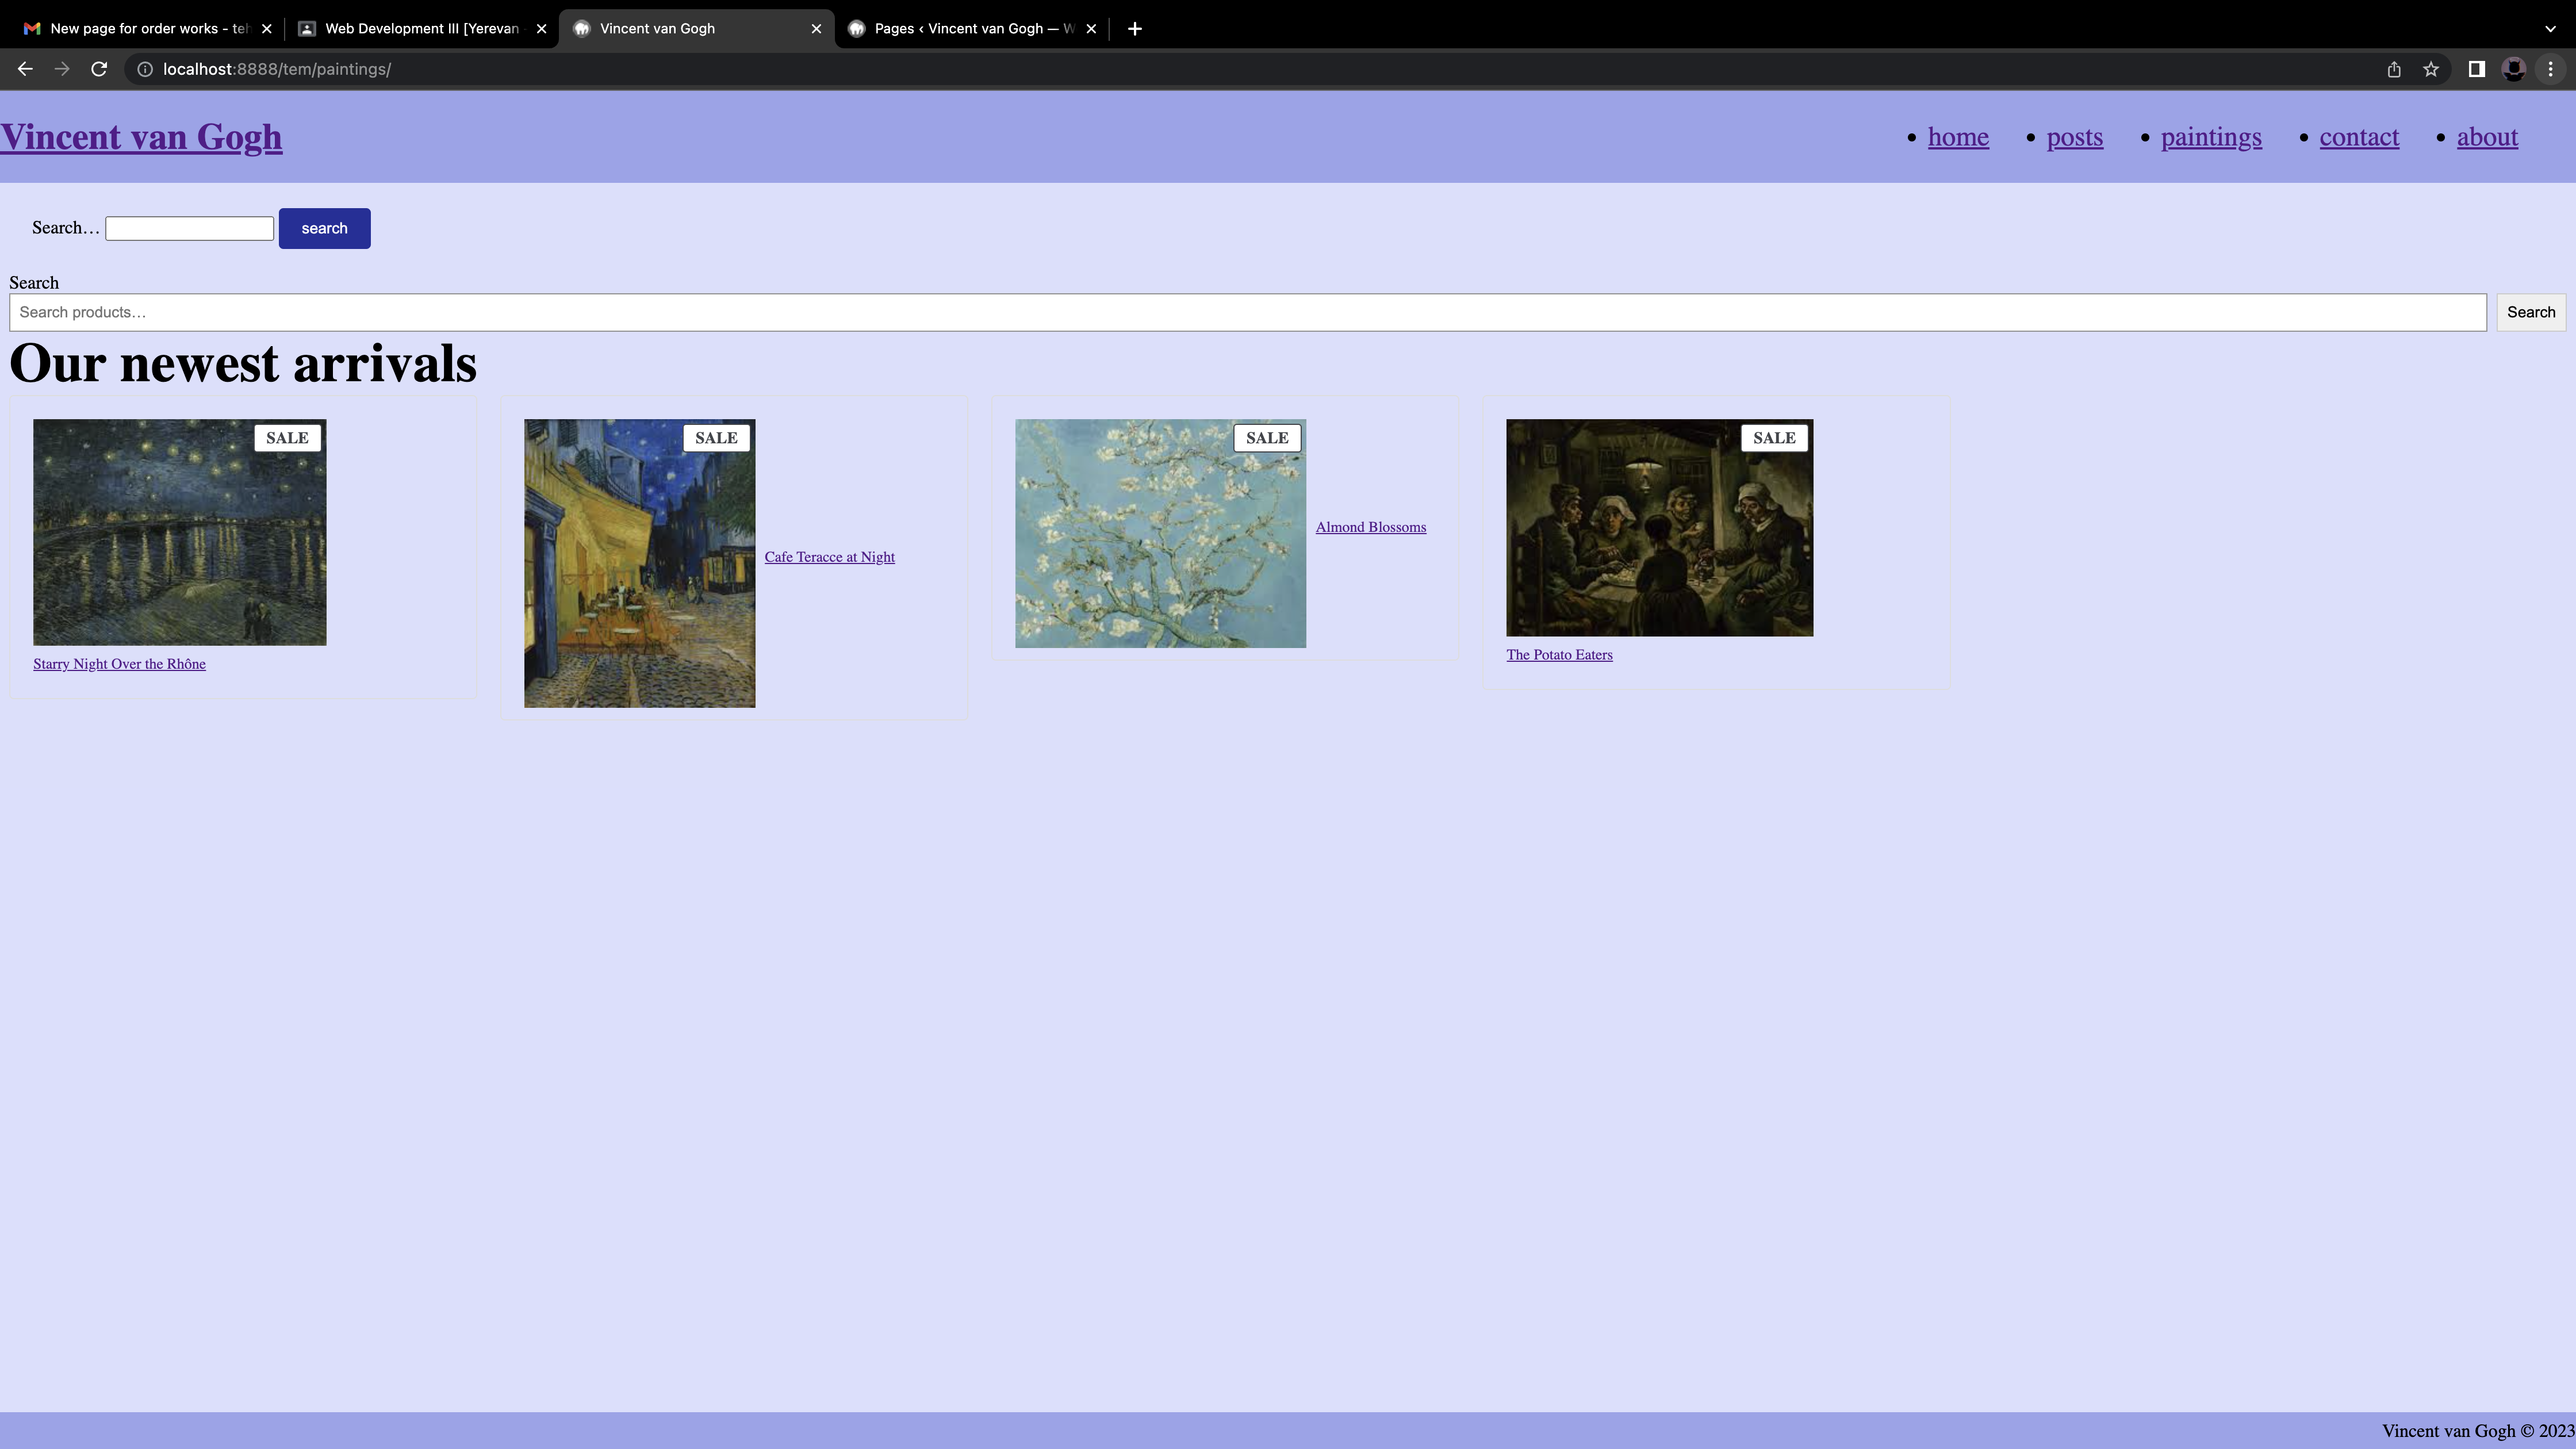 New page for order works - teh
Web Development III [Yerevan -
Vincent van Gogh
Pages ‹ Vincent van Gogh — W
localhost:8888/tem/paintings/
Vincent van Gogh
home
posts
paintings
contact
about
Search…
search
Search
Search products…
Search
Our newest arrivals
SALE
SALE
SALE
SALE
Almond Blossoms
Cafe Teracce at Night
The Potato Eaters
Starry Night Over the Rhône
Vincent van Gogh © 2023